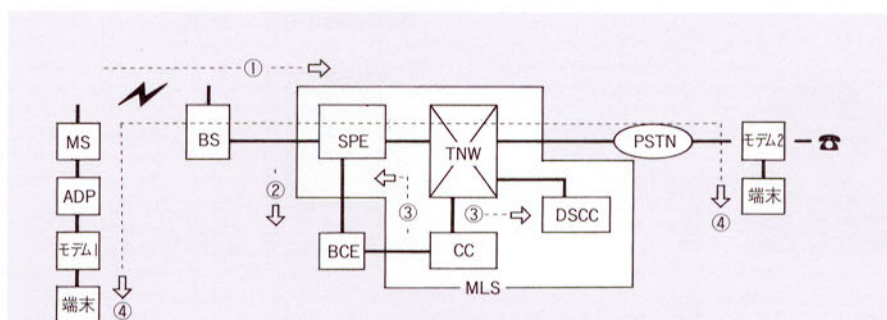 ①
MS
ADP
モデム1
端末
④
BS
②
SPE
BCE
③
TNW
③
CC
DSCC
MLS
PSTN
モデム2
端末
④